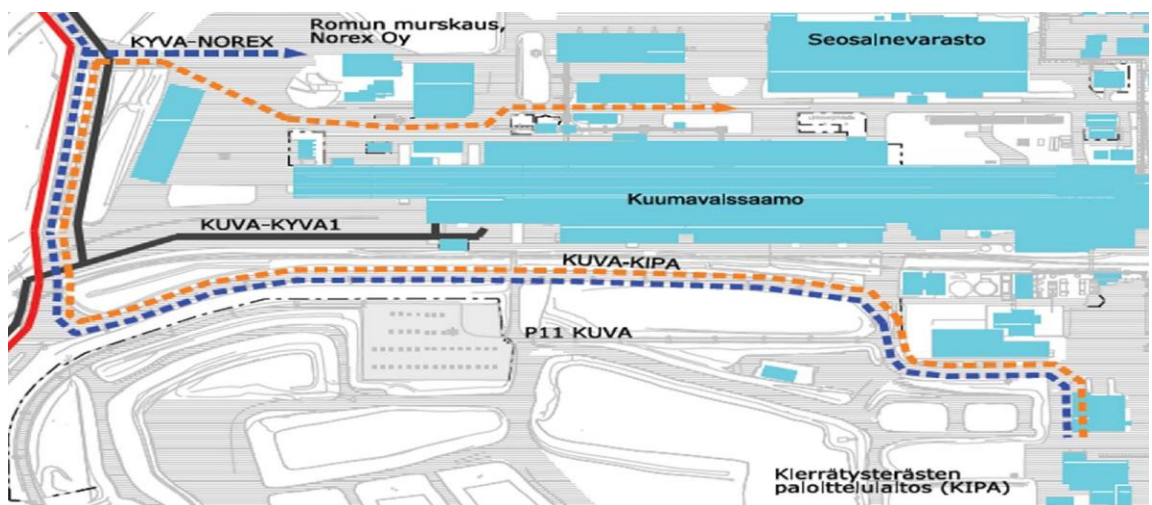 Romun murskaus,
Norex Oy
KYVA-NOREX
Seosainevarasto
Kuumavalssaamo
KUVA-KYVA1
KUVA-KIPA
P11 KUVA
Kierrätysterästen
paloittelulaitos (KIPA)